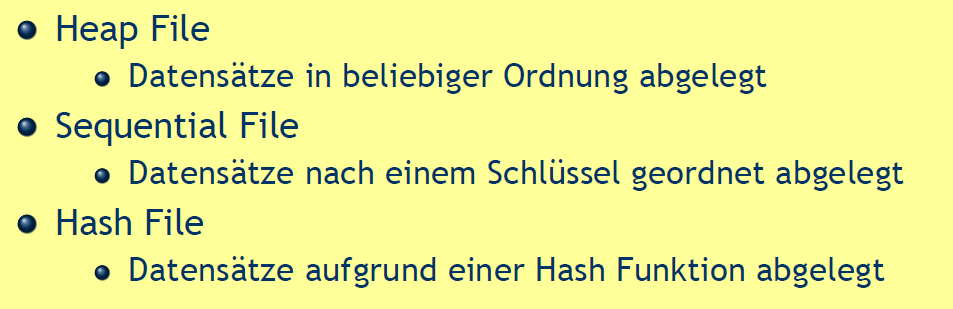 Heap File
Datensätze in beliebiger Ordnung abgelegt
Sequential File
Datensätze nach einem Schlüssel geordnet abgelegt
Hash File
Datensätze aufgrund einer Hash Funktion abgelegt